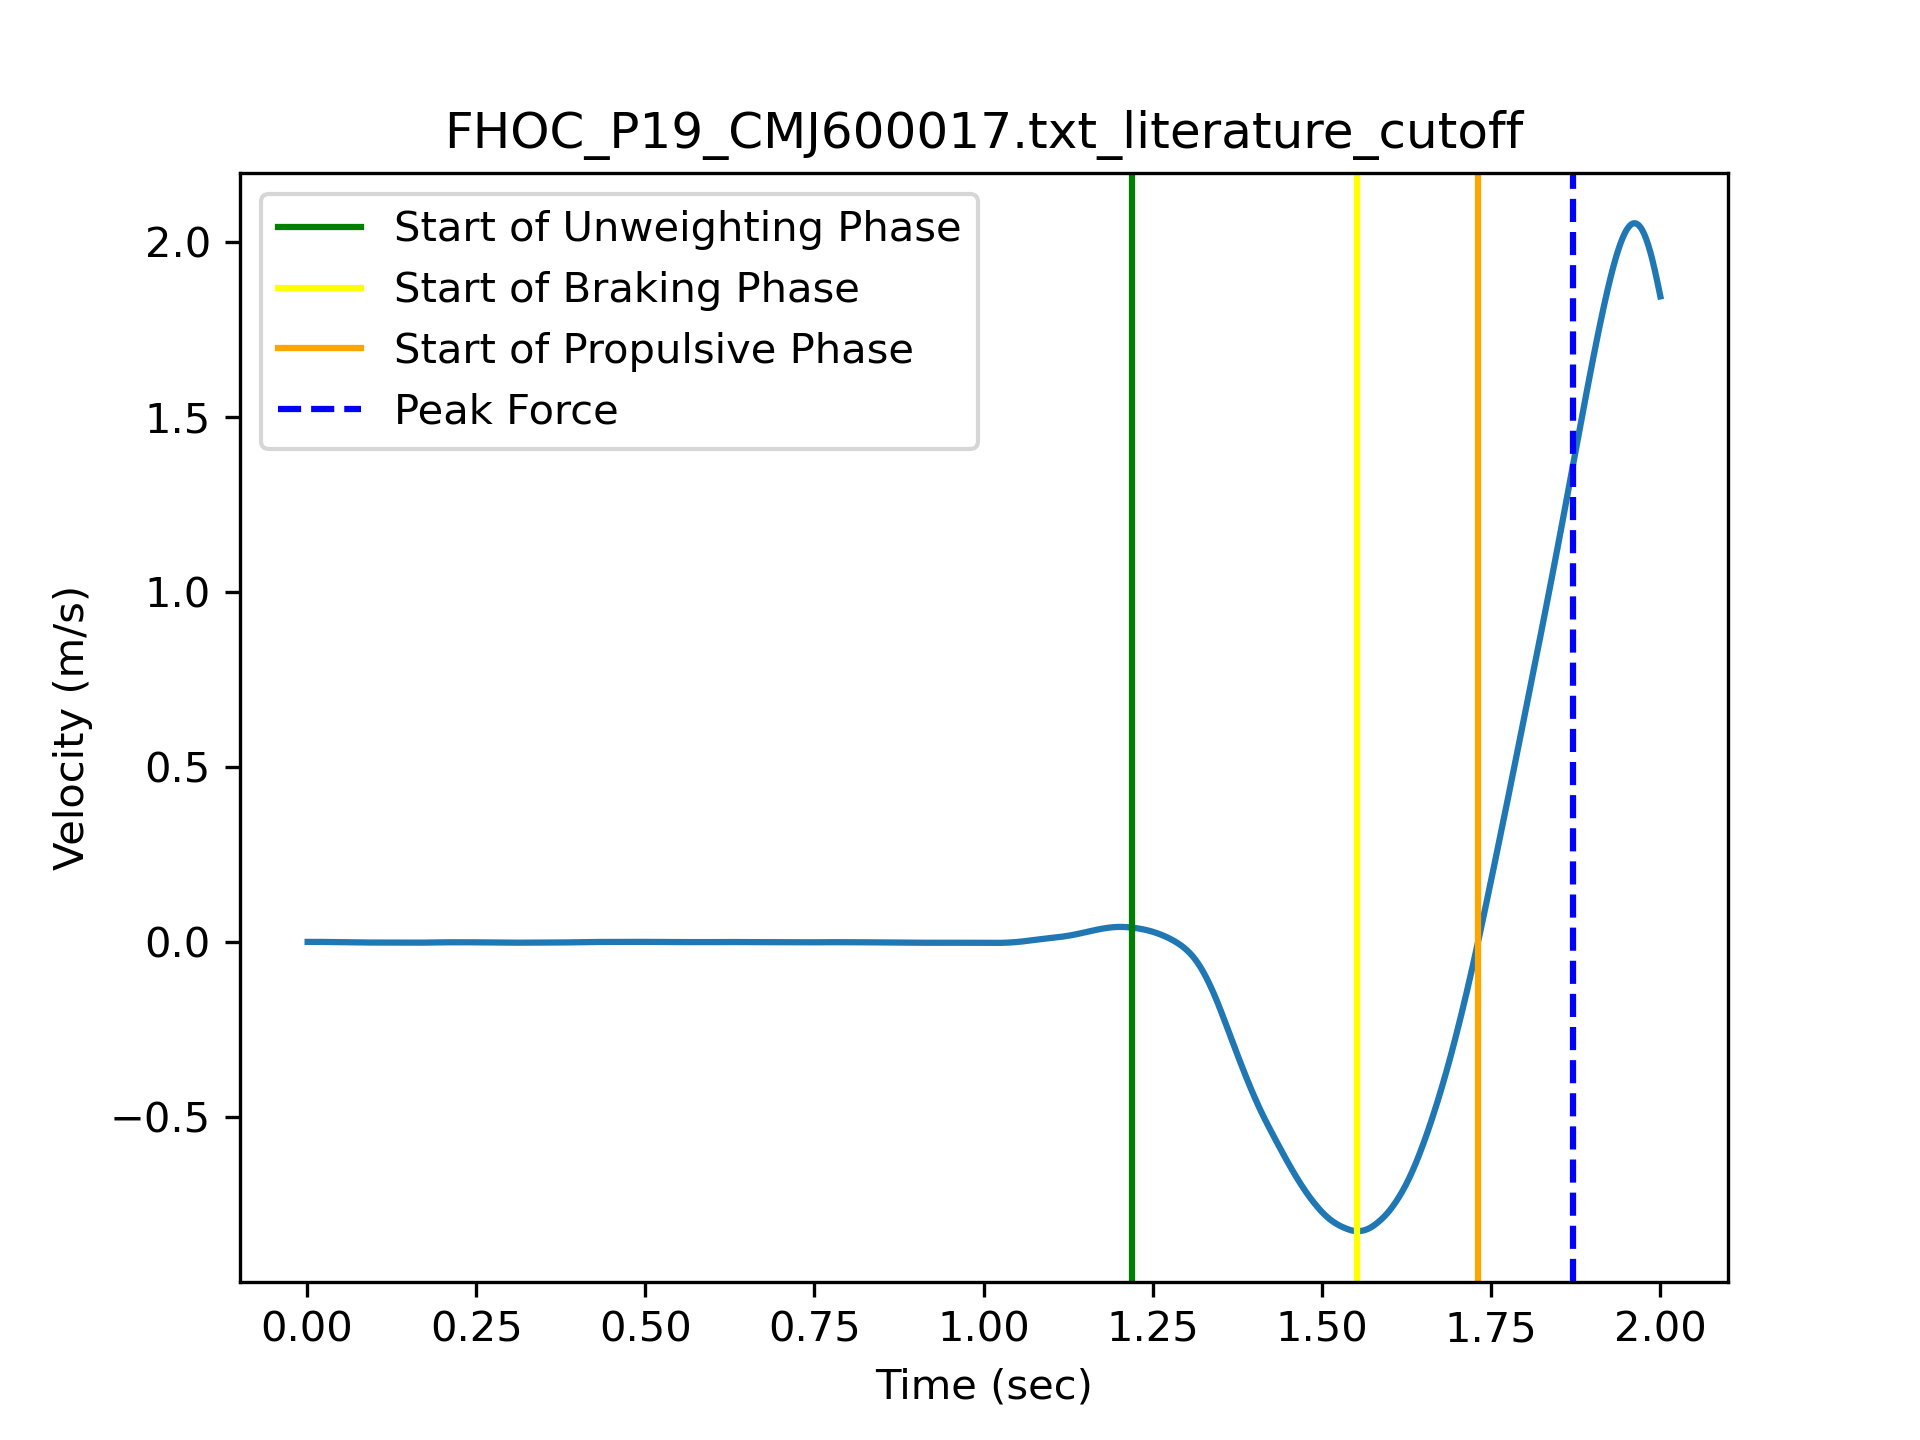 FHOC_P19_CMJ600017.txt_literature_cutoff
Start of Unweighting Phase
Start of Braking Phase
Start of Propulsive Phase
Peak Force
2.0
1.5
1.0
0.5
0.0
−0.5
Velocity (m/s)
0.00 0.25 0.50 0.75 1.00 1.25 1.50 1.75 2.00
Time (sec)